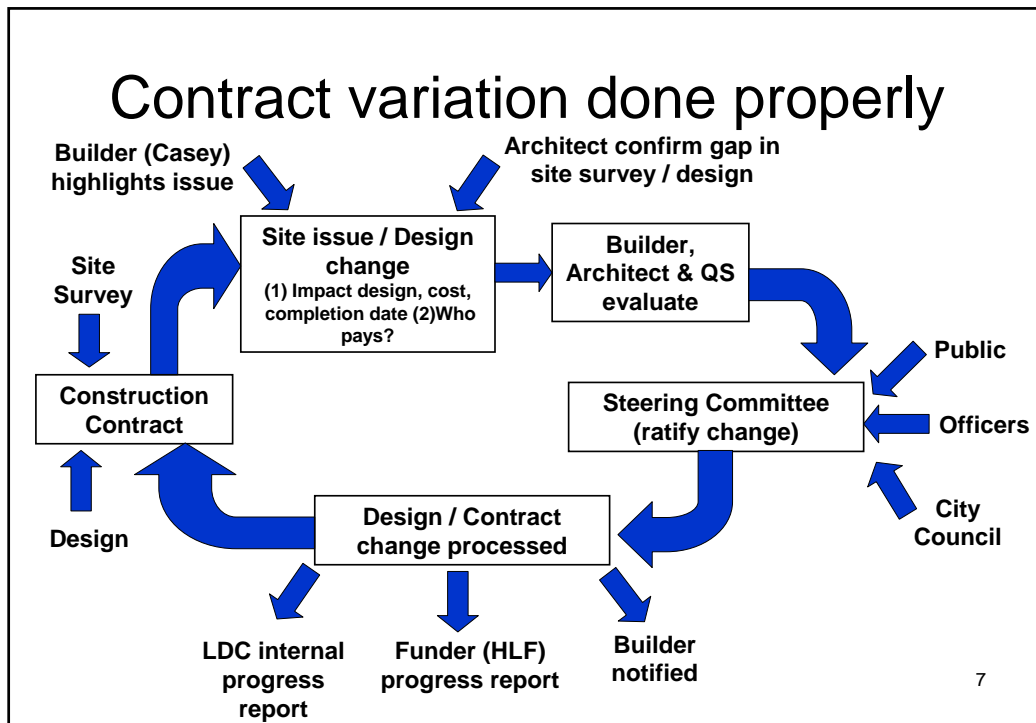 Contract variation done properly
Builder (Casey)
highlights issue
Architect confirm gap in
site survey / design
Site issue / Design
change
(1) Impact design, cost,
completion date (2)Who
pays?
Builder,
Architect & QS
evaluate
Site
Survey
Public
Construction
Contract
Steering Committee
(ratify change)
Officers
Design
Design / Contract
change processed
City
Council
LDC internal
progress
report
Funder (HLF)
progress report
Builder
notified
7